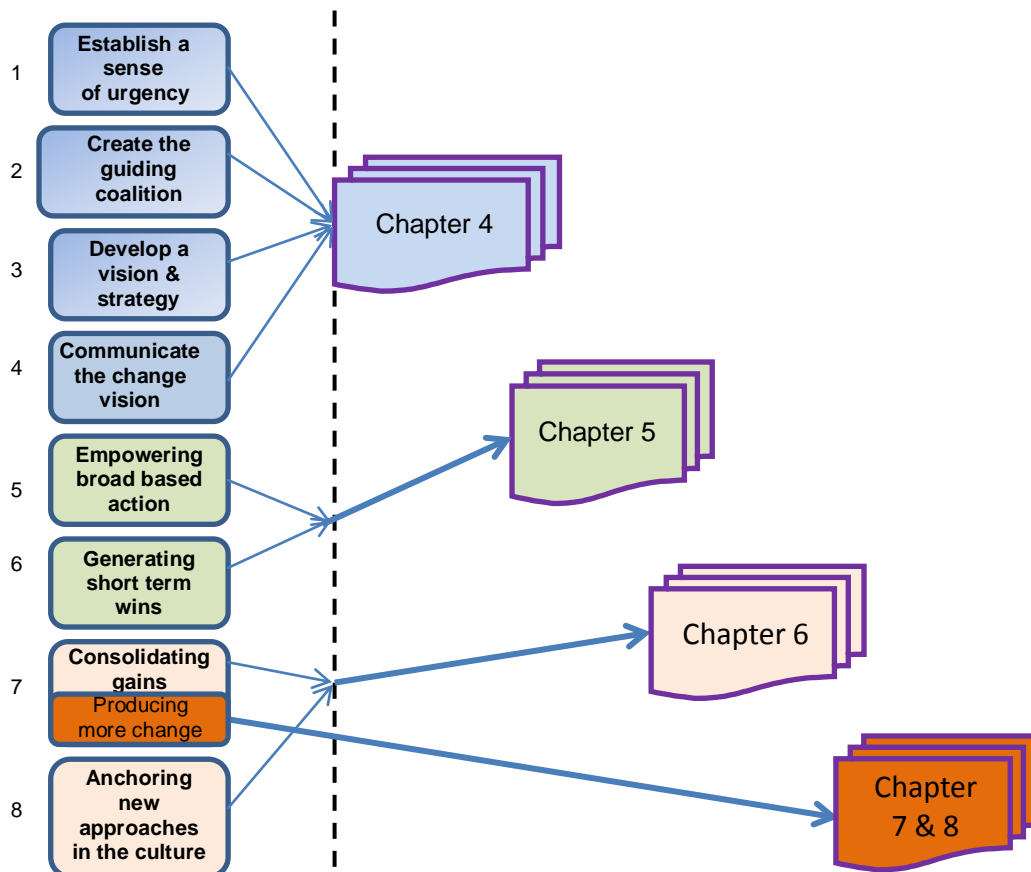 1
Establish a
sense
of urgency
2
Create the
guiding
coalition
3
Develop a
vision &
strategy
4
Communicate
the change
vision
5
Empowering
broad based
action
6
Generating
short term
wins
7
Consolidating
gains
Producing
more change
8
Anchoring
new
approaches
in the culture
Chapter 4
Chapter 5
Chapter 6
Chapter
7 & 8